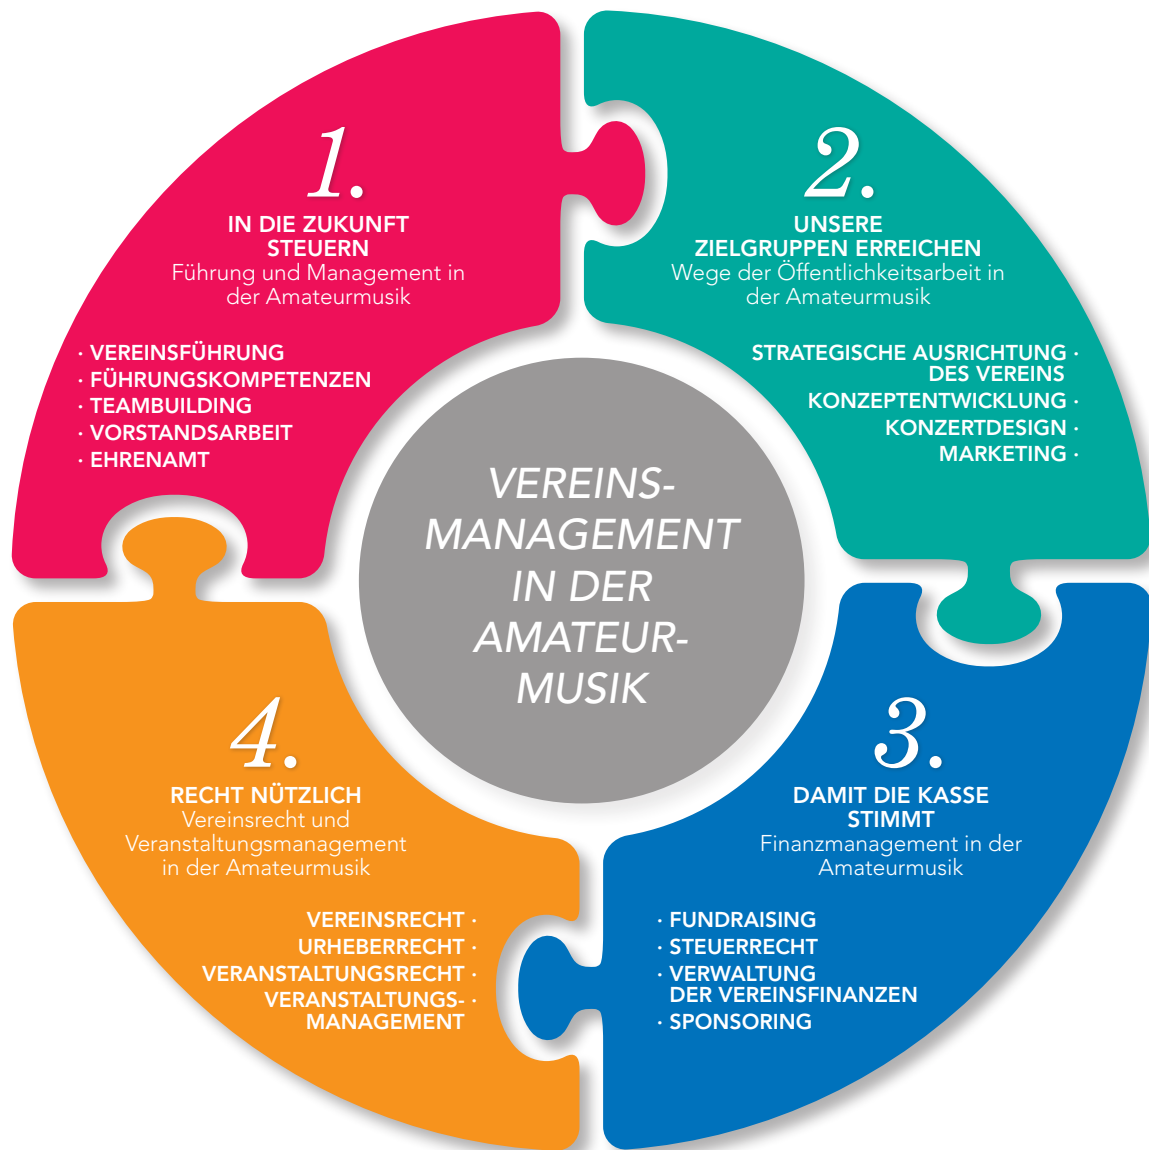 1.
IN DIE ZUKUNFT
STEUERN
Führung und Management in
der Amateurmusik
· VEREINSFÜHRUNG
· FÜHRUNGSKOMPETENZEN
· TEAMBUILDING
· VORSTANDSARBEIT
· EHRENAMT
2.
UNSERE
ZIELGRUPPEN ERREICHEN
Wege der Öffentlichkeitsarbeit in
der Amateurmusik
STRATEGISCHE AUSRICHTUNG ·
DES VEREINS
KONZEPTENTWICKLUNG ·
KONZERTDESIGN ·
MARKETING ·
VEREINS-
MANAGEMENT
IN DER
AMATEUR-
MUSIK
3.
DAMIT DIE KASSE
STIMMT
Finanzmanagement in der
Amateurmusik
· FUNDRAISING
· STEUERRECHT
· VERWALTUNG
DER VEREINSFINANZEN
· SPONSORING
4.
RECHT NÜTZLICH
Vereinsrecht und
Veranstaltungsmanagement
in der Amateurmusik
VEREINSRECHT ·
URHEBERRECHT ·
VERANSTALTUNGSRECHT ·
VERANSTALTUNGS- ·
MANAGEMENT